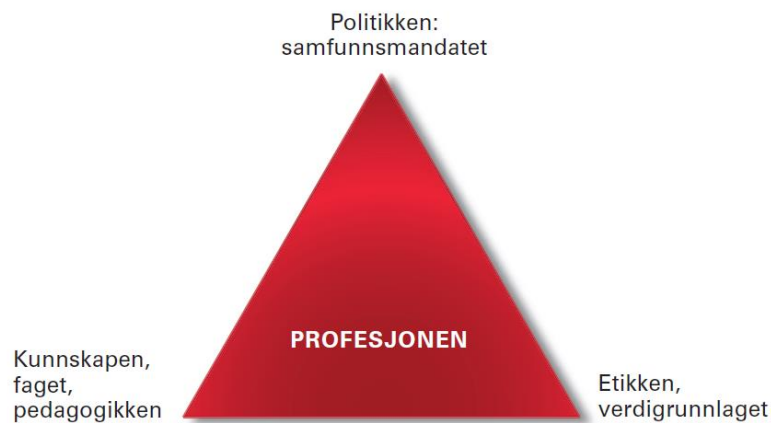 Politikken:
samfunnsmandatet
PROFESJONEN
Kunnskapen,
faget,
pedagogikken
Etikken,
verdigrunnlaget